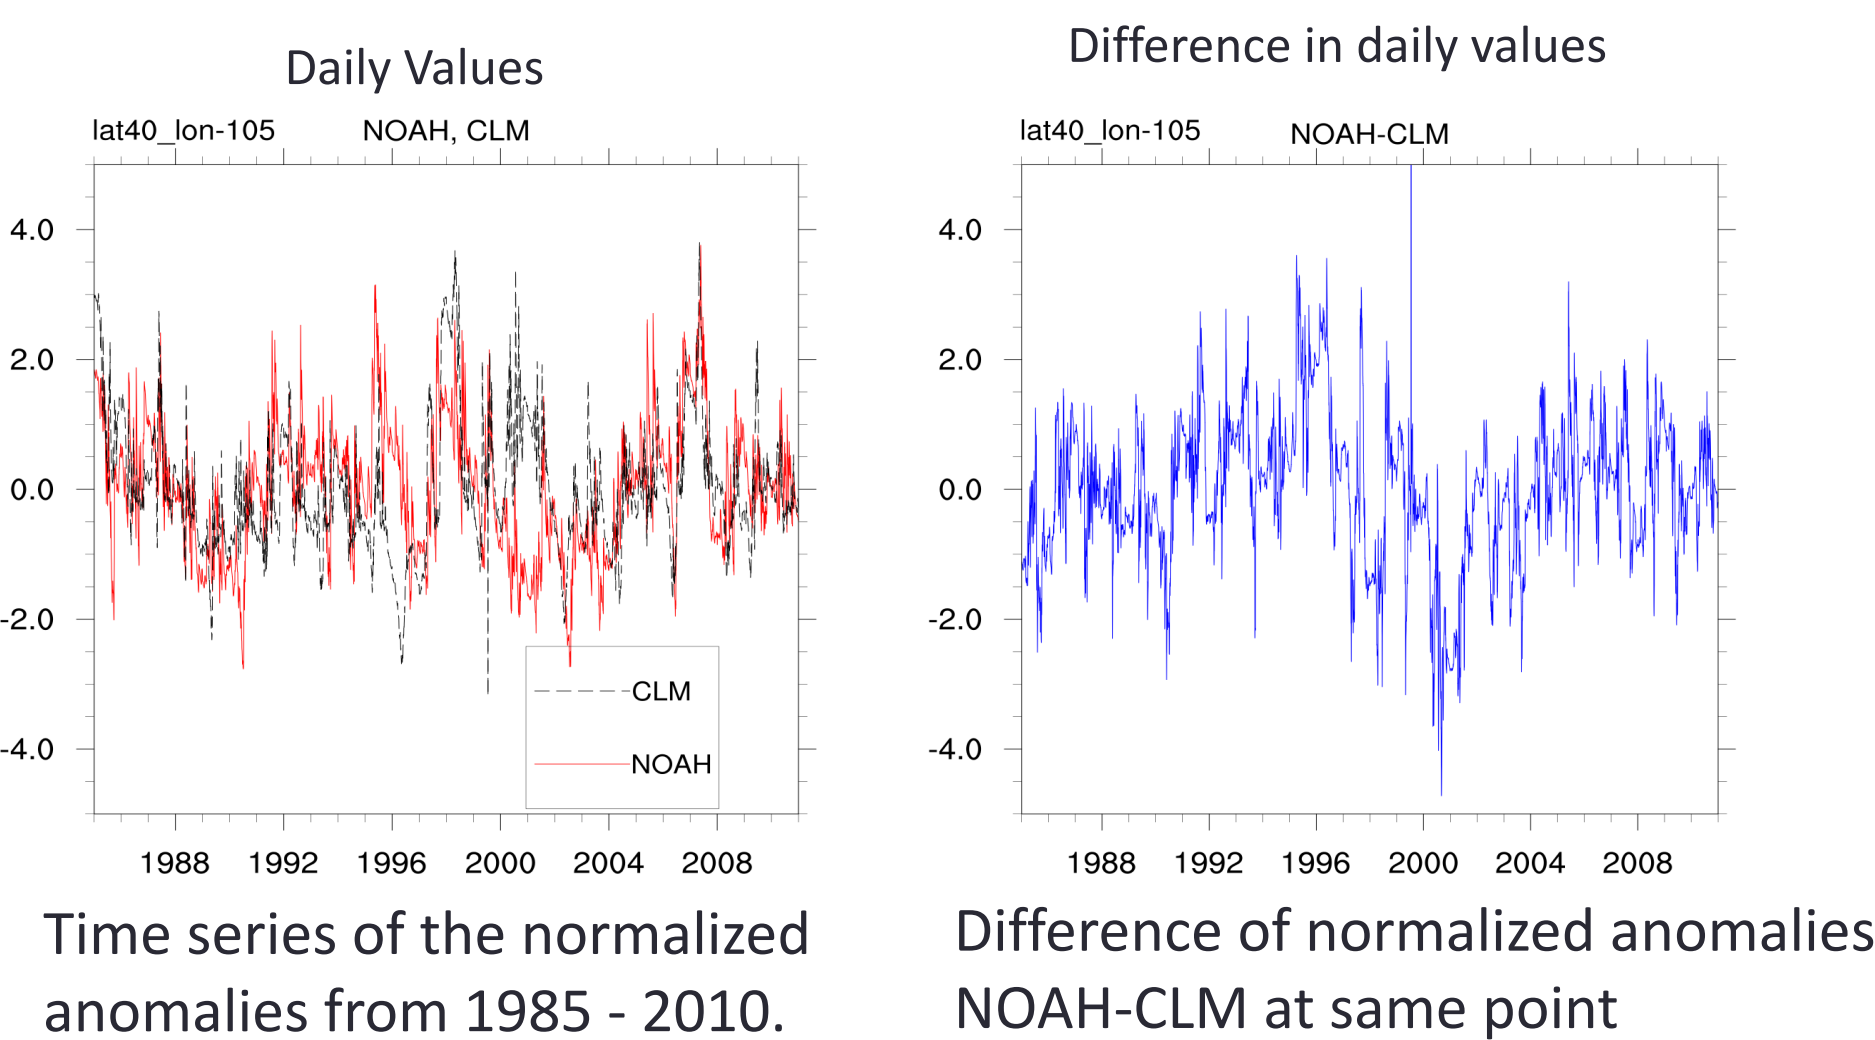 Daily Values
lat40_lon-105 NOAH, CLM
4.0
2.0
0.0
-2.0
-4.0
CLM
NOAH
1988 1992 1996 2000 2004 2008
Time series of the normalized
anomalies from 1985 - 2010.
Difference in daily values
lat40_lon-105 NOAH-CLM
4.0
2.0
0.0
-2.0
-4.0
1988 1992 1996 2000 2004 2008
Difference of normalized anomalies
NOAH-CLM at same point